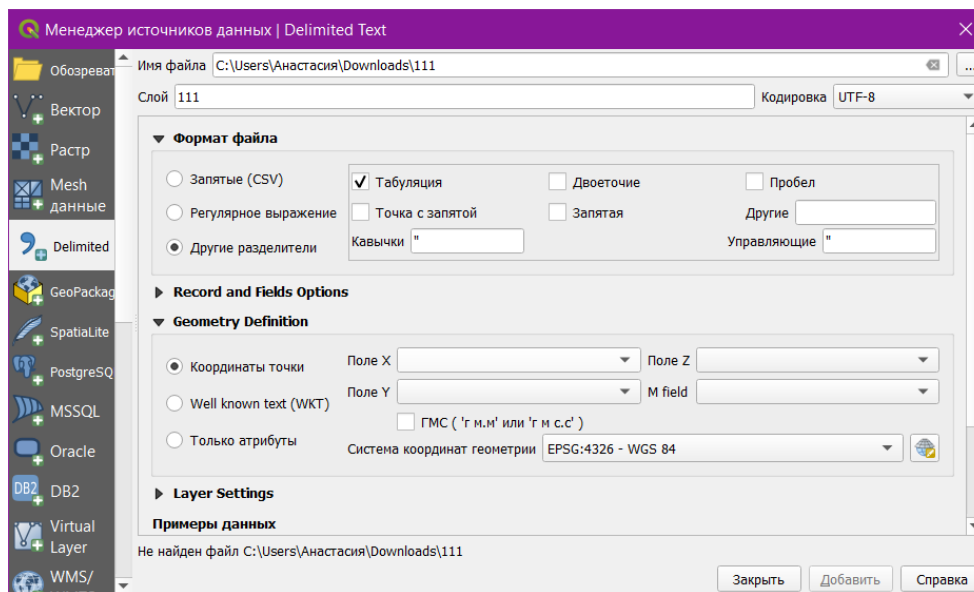 Менеджер источников данных | Delimited Text
Обозреват
Вектор
Растр
Mesh
данные
Delimited
GeoPackag
SpatiaLite
PostgreSQ
MSSQL
Oracle
DB2
DB2
Virtual
Layer
WMS/
Имя файла C:\Users\Анастасия\Downloads\111 ...
Слой 111 Кодировка UTF-8
Формат файла
Запятые (CSV)
Регулярное выражение
Другие разделители
Табуляция Двоеточие Пробел
Точка с запятой Запятая Другие
Кавычки " Управляющие "
Record and Fields Options
Geometry Definition
Координаты точки
Well known text (WKT)
Только атрибуты
Поле X Поле Z
Поле Y M field
ГМС ( 'г м.м' или 'г м с.с' )
Система координат геометрии EPSG:4326 - WGS 84
Layer Settings
Примеры данных
Не найден файл C:\Users\Анастасия\Downloads\111
Закрыть Добавить Справка